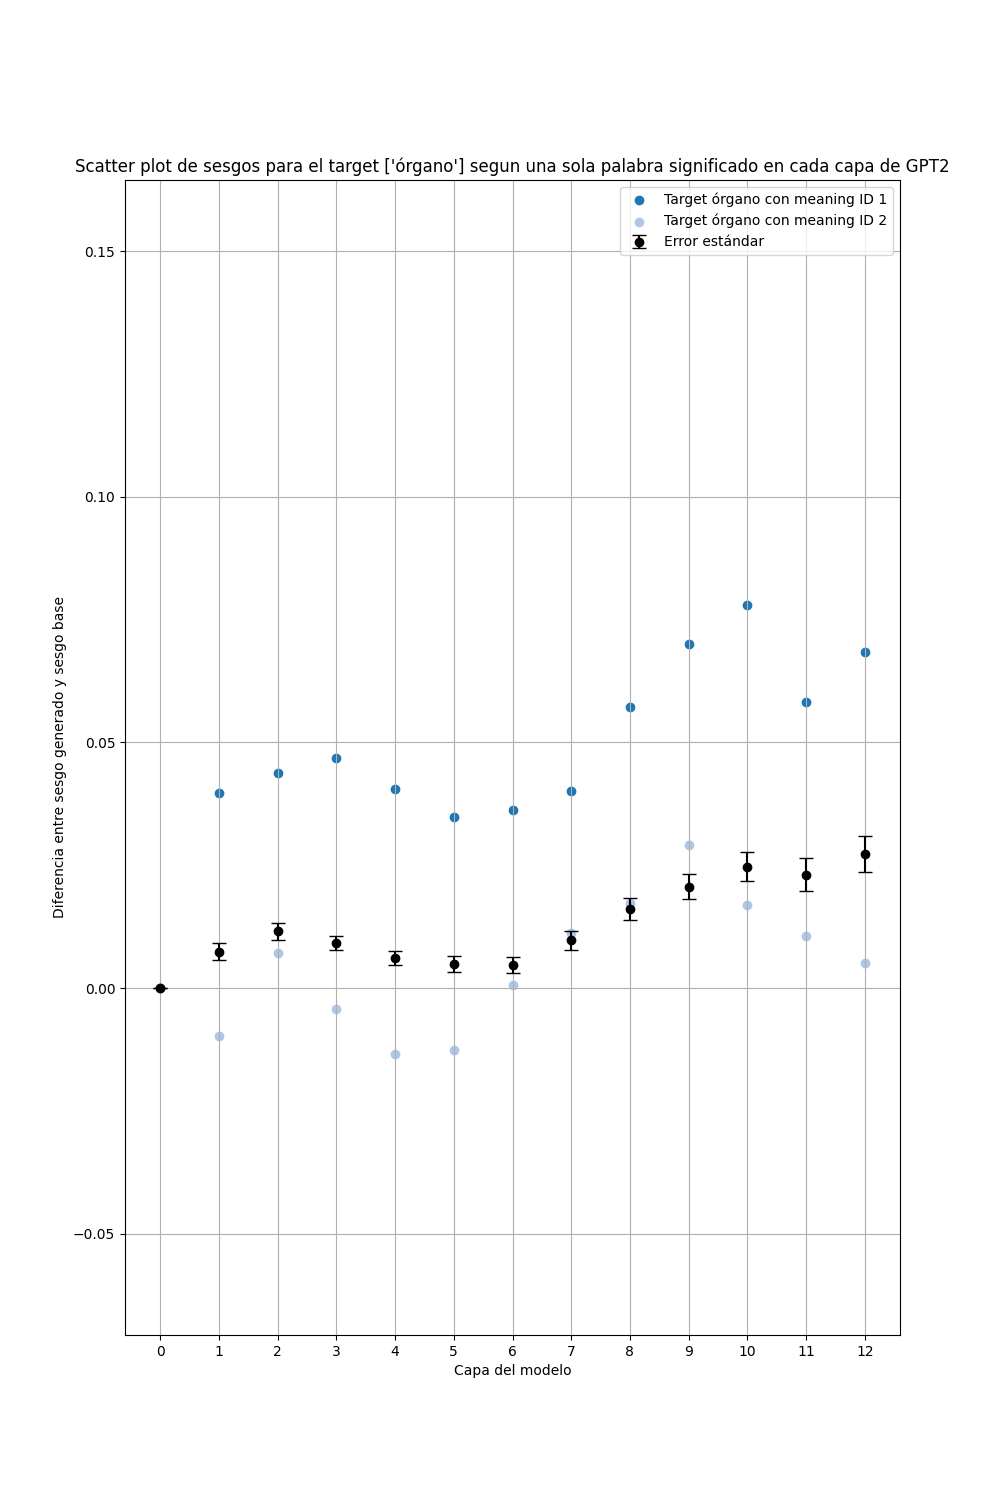 Scatter plot de sesgos para el target ['órgano'] segun una sola palabra significado en cada capa de GPT2
Target órgano con meaning ID 1
Target órgano con meaning ID 2
Error estándar
0.15
0.10
0.05
0.00
−0.05
Diferencia entre sesgo generado y sesgo base
0 1 2 3 4 5 6 7 8 9 10 11 12
Capa del modelo